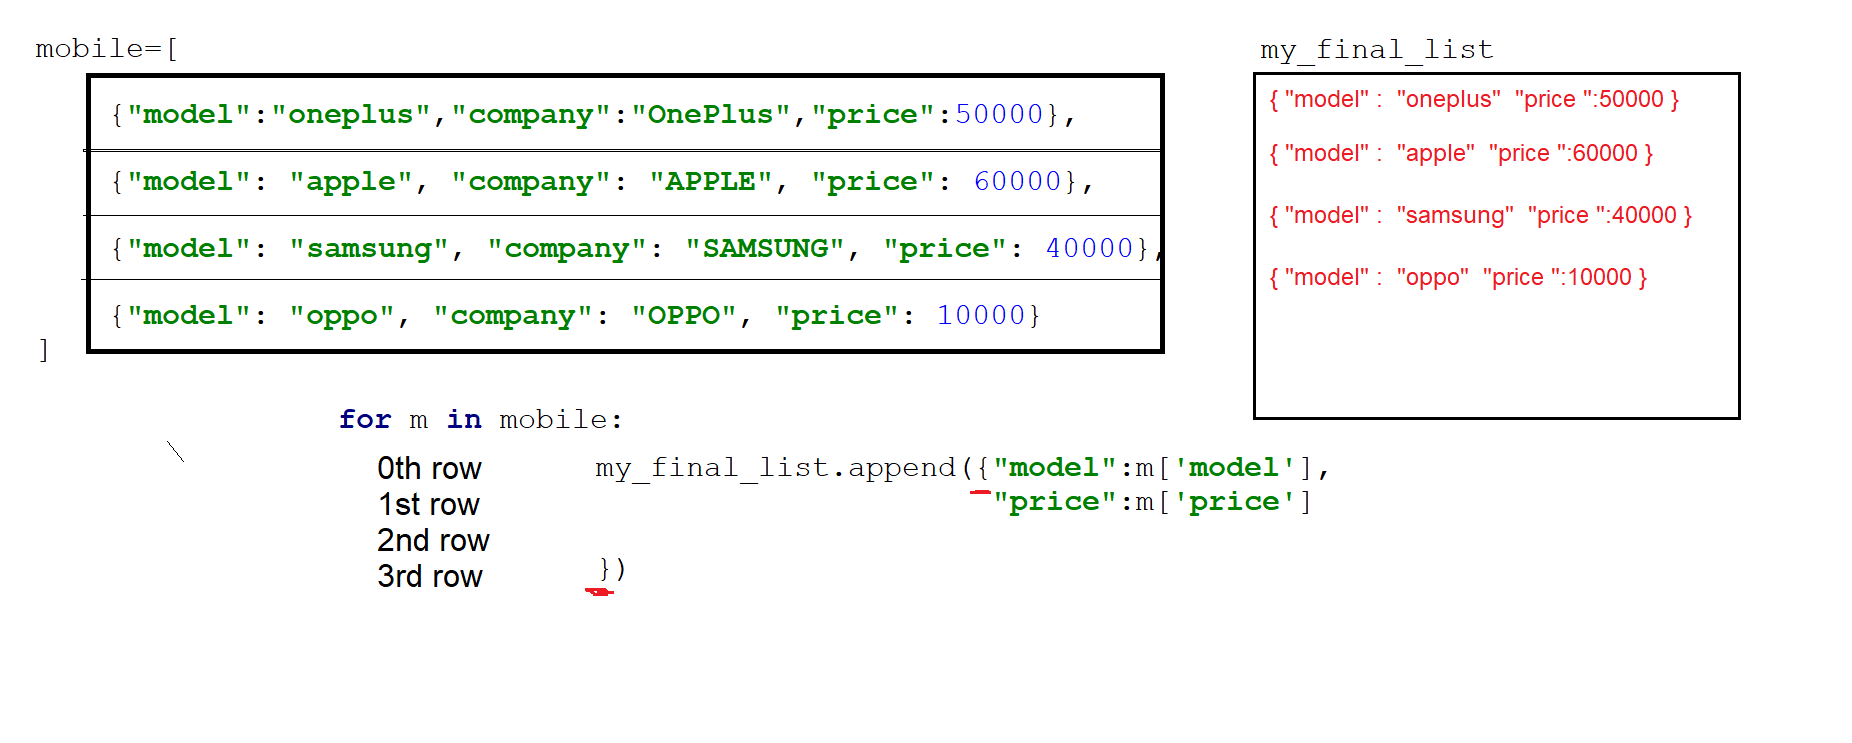 mobile=[
{"model":"oneplus","company":"OnePlus","price":50000},
{"model": "apple", "company": "APPLE", "price": 60000},
{"model": "samsung", "company": "SAMSUNG", "price": 40000},
{"model": "oppo", "company": "OPPO", "price": 10000}
]
my_final_list
{ "model" :  "oneplus"  "price ":50000 }
{ "model" :  "apple"  "price ":60000 }
{ "model" :  "samsung"  "price ":40000 }
{ "model" :  "oppo"  "price ":10000 }
for m in mobile:
0th row
1st row
2nd row
3rd row
my_final_list.append({"model":m['model'],
"price":m['price']
})